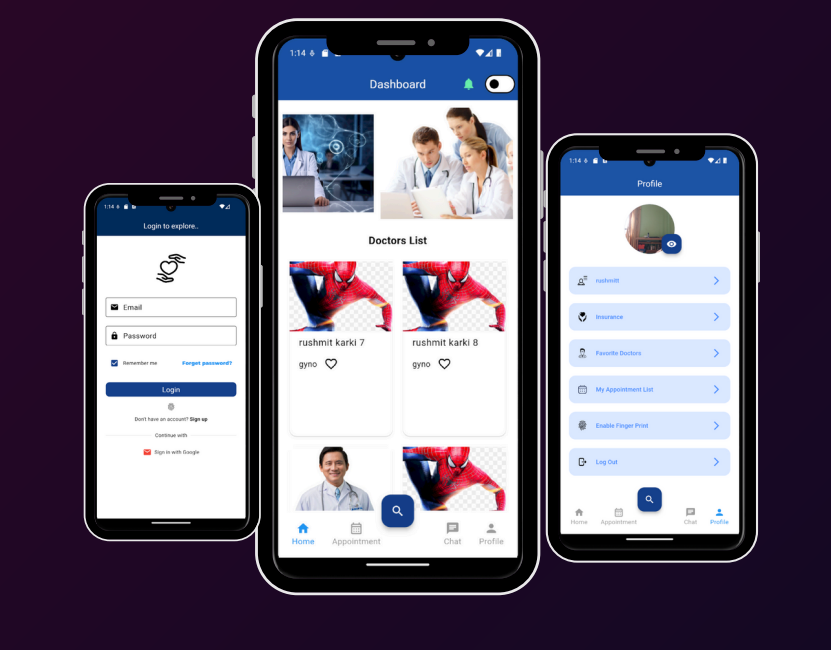 1:14
Login to explore..
Email
Password
Remember me
Forget password?
Login
Don't have an account? Sign up
Continue with
Sign in with Google
1:14
Dashboard
Doctors List
rushmit karki 7
gyno
rushmit karki 8
gyno
Home
Appointment
Chat
Profile
1:14
Profile
rushmitt
Insurance
Favorite Doctors
My Appointment List
Enable Finger Print
Log Out
Home
Appointment
Chat
Profile